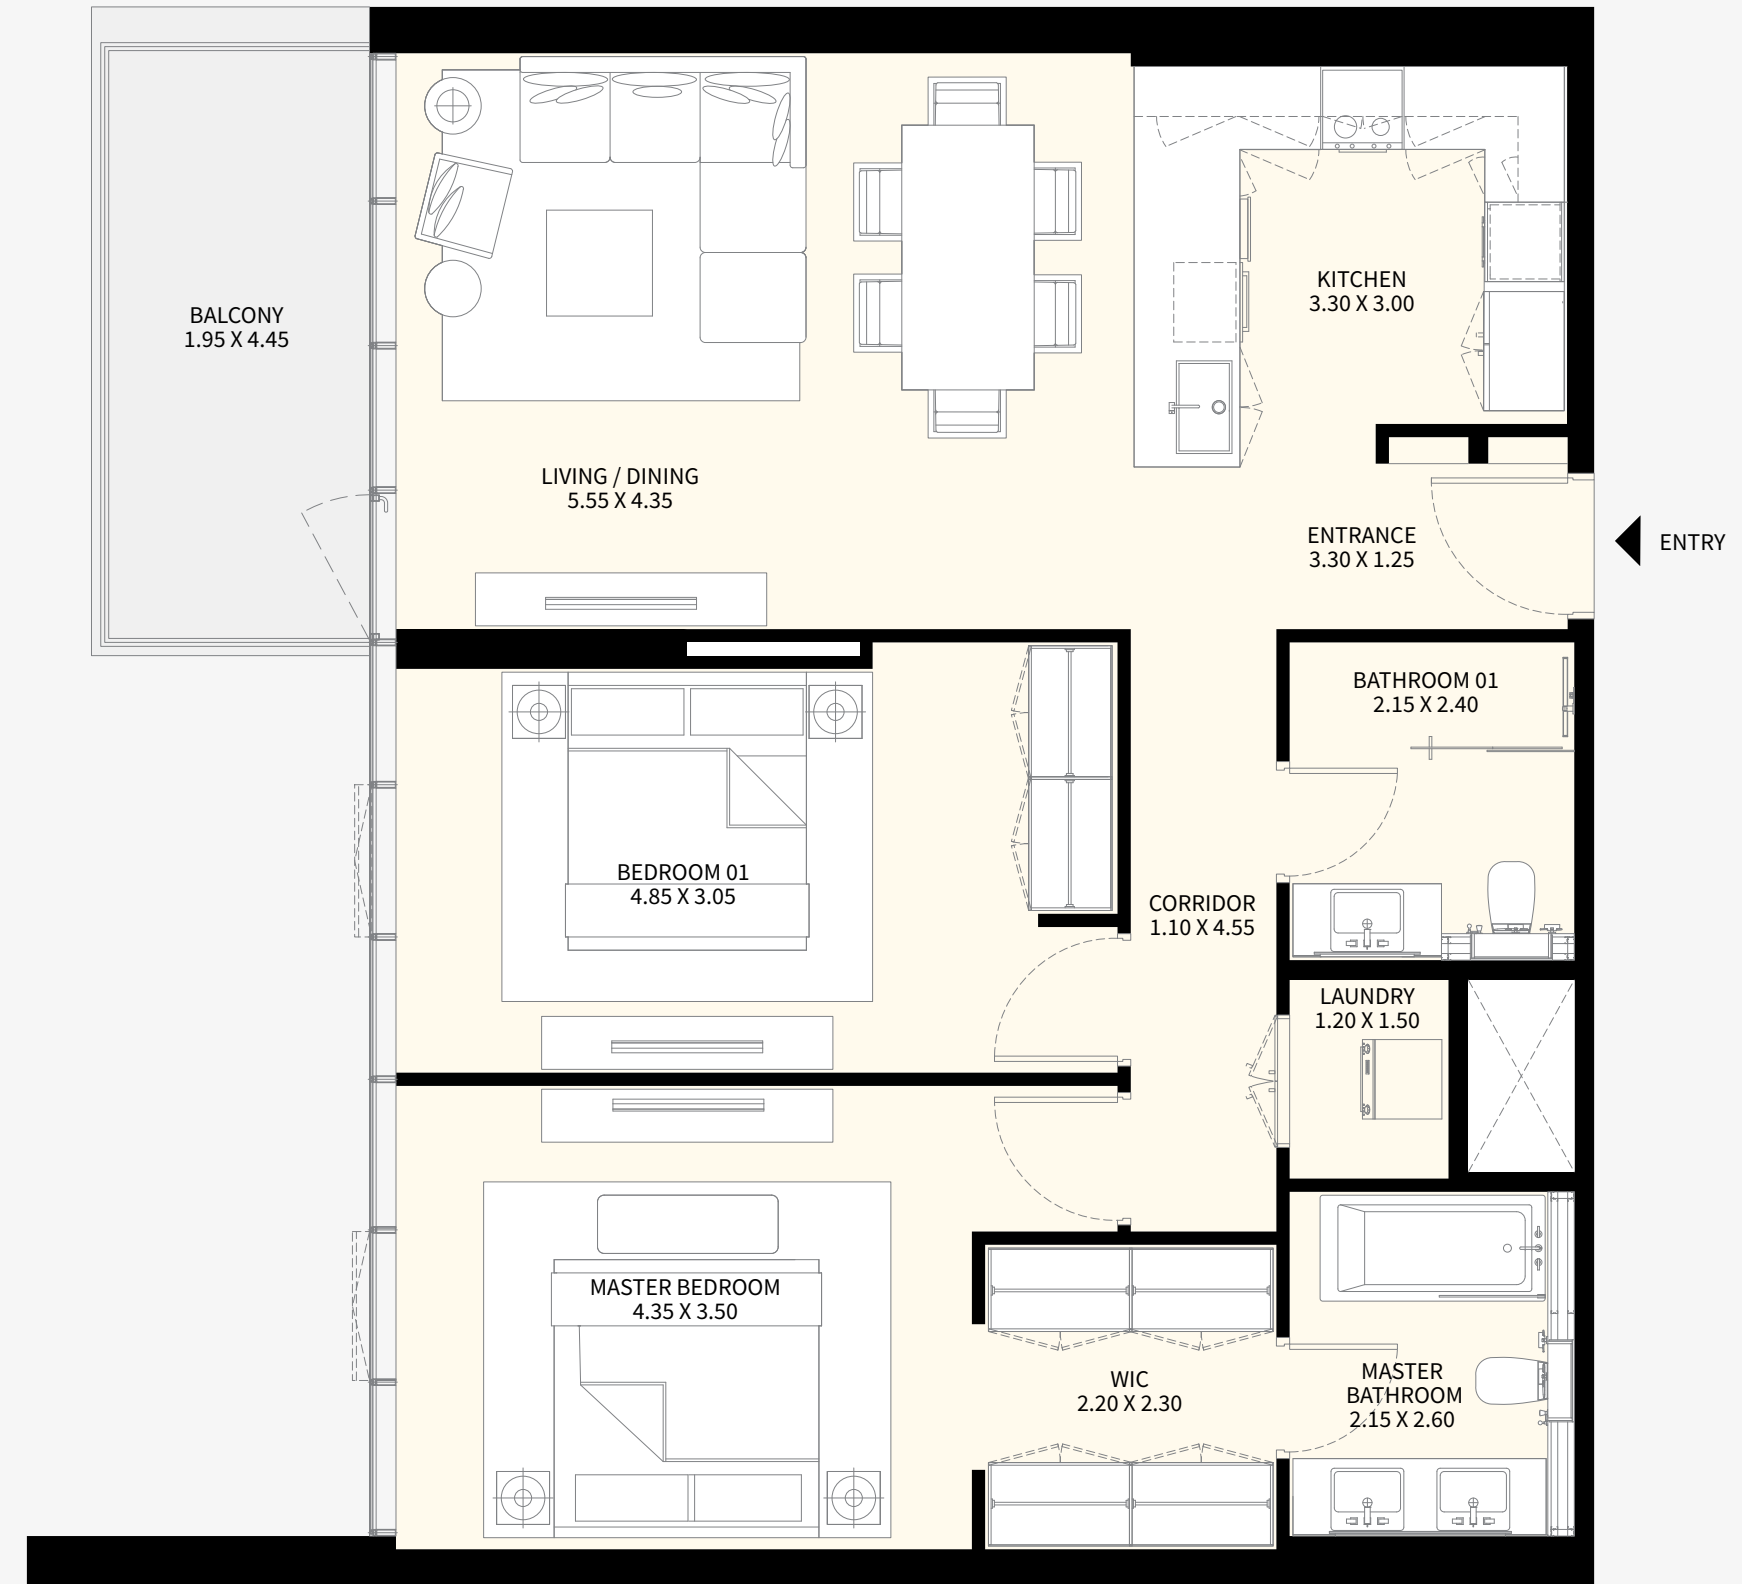 KITCHEN
3.30 X 3.00
BALCONY
1.95 X 4.45
LIVING / DINING
5.55 X 4.35
ENTRANCE
3.30 X 1.25
ENTRY
BATHROOM 01
2.15 X 2.40
BEDROOM 01
4.85 X 3.05
CORRIDOR
1.10 X 4.55
LAUNDRY
1.20 X 1.50
MASTER BEDROOM
4.35 X 3.50
WIC
2.20 X 2.30
MASTER
BATHROOM
2.15 X 2.60